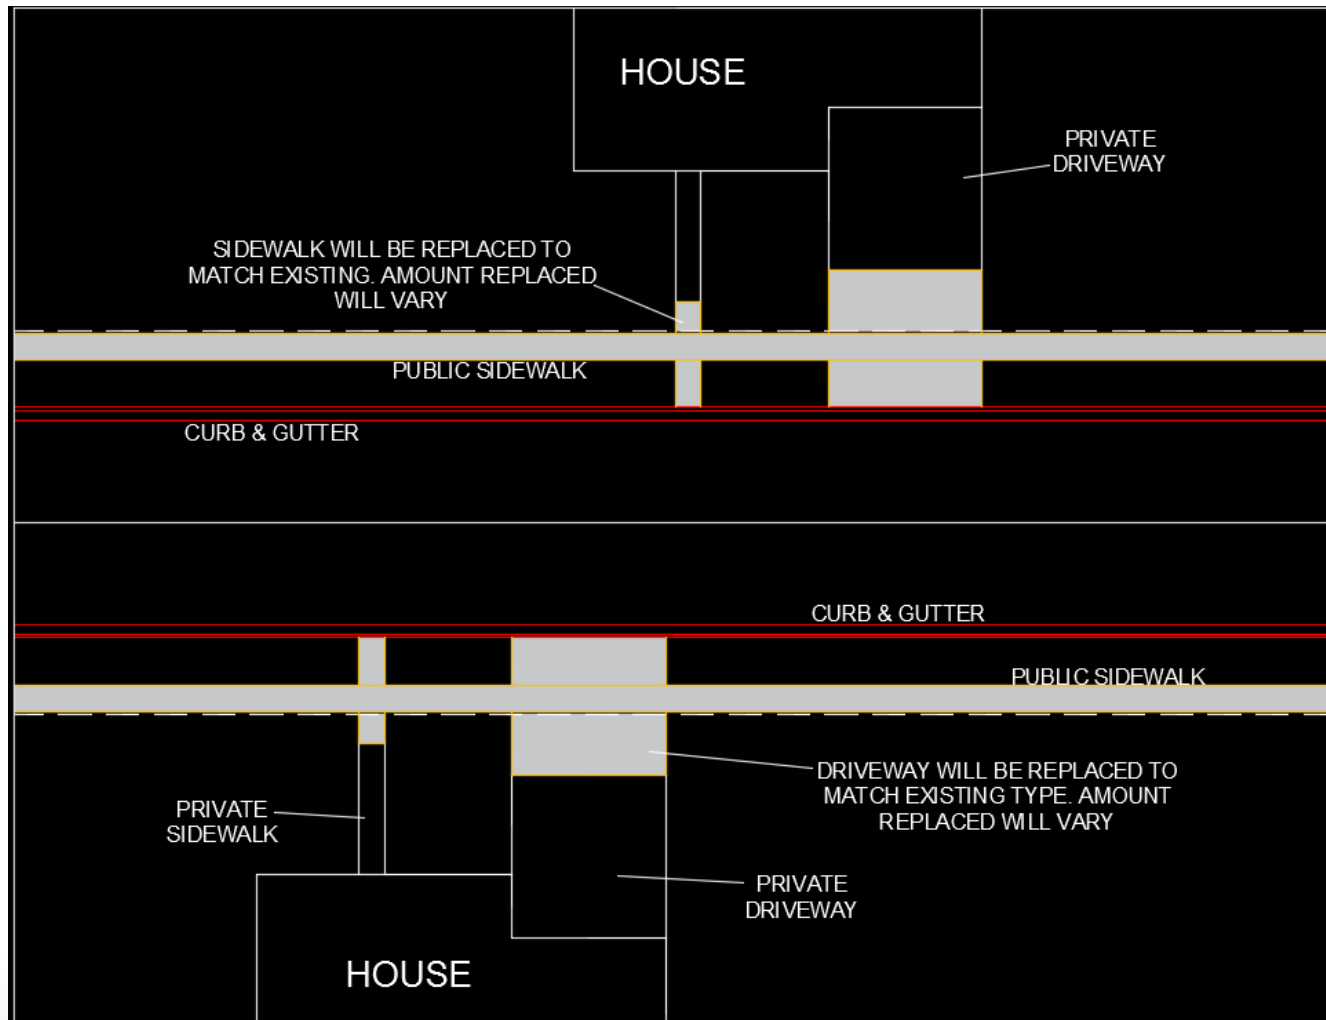 HOUSE
PRIVATE
DRIVEWAY
SIDEWALK WILL BE REPLACED TO
MATCH EXISTING. AMOUNT REPLACED
WILL VARY
PUBLIC SIDEWALK
CURB & GUTTER
CURB & GUTTER
PUBLIC SIDEWALK
DRIVEWAY WILL BE REPLACED TO
MATCH EXISTING TYPE. AMOUNT
REPLACED WILL VARY
PRIVATE
SIDEWALK
PRIVATE
DRIVEWAY
HOUSE